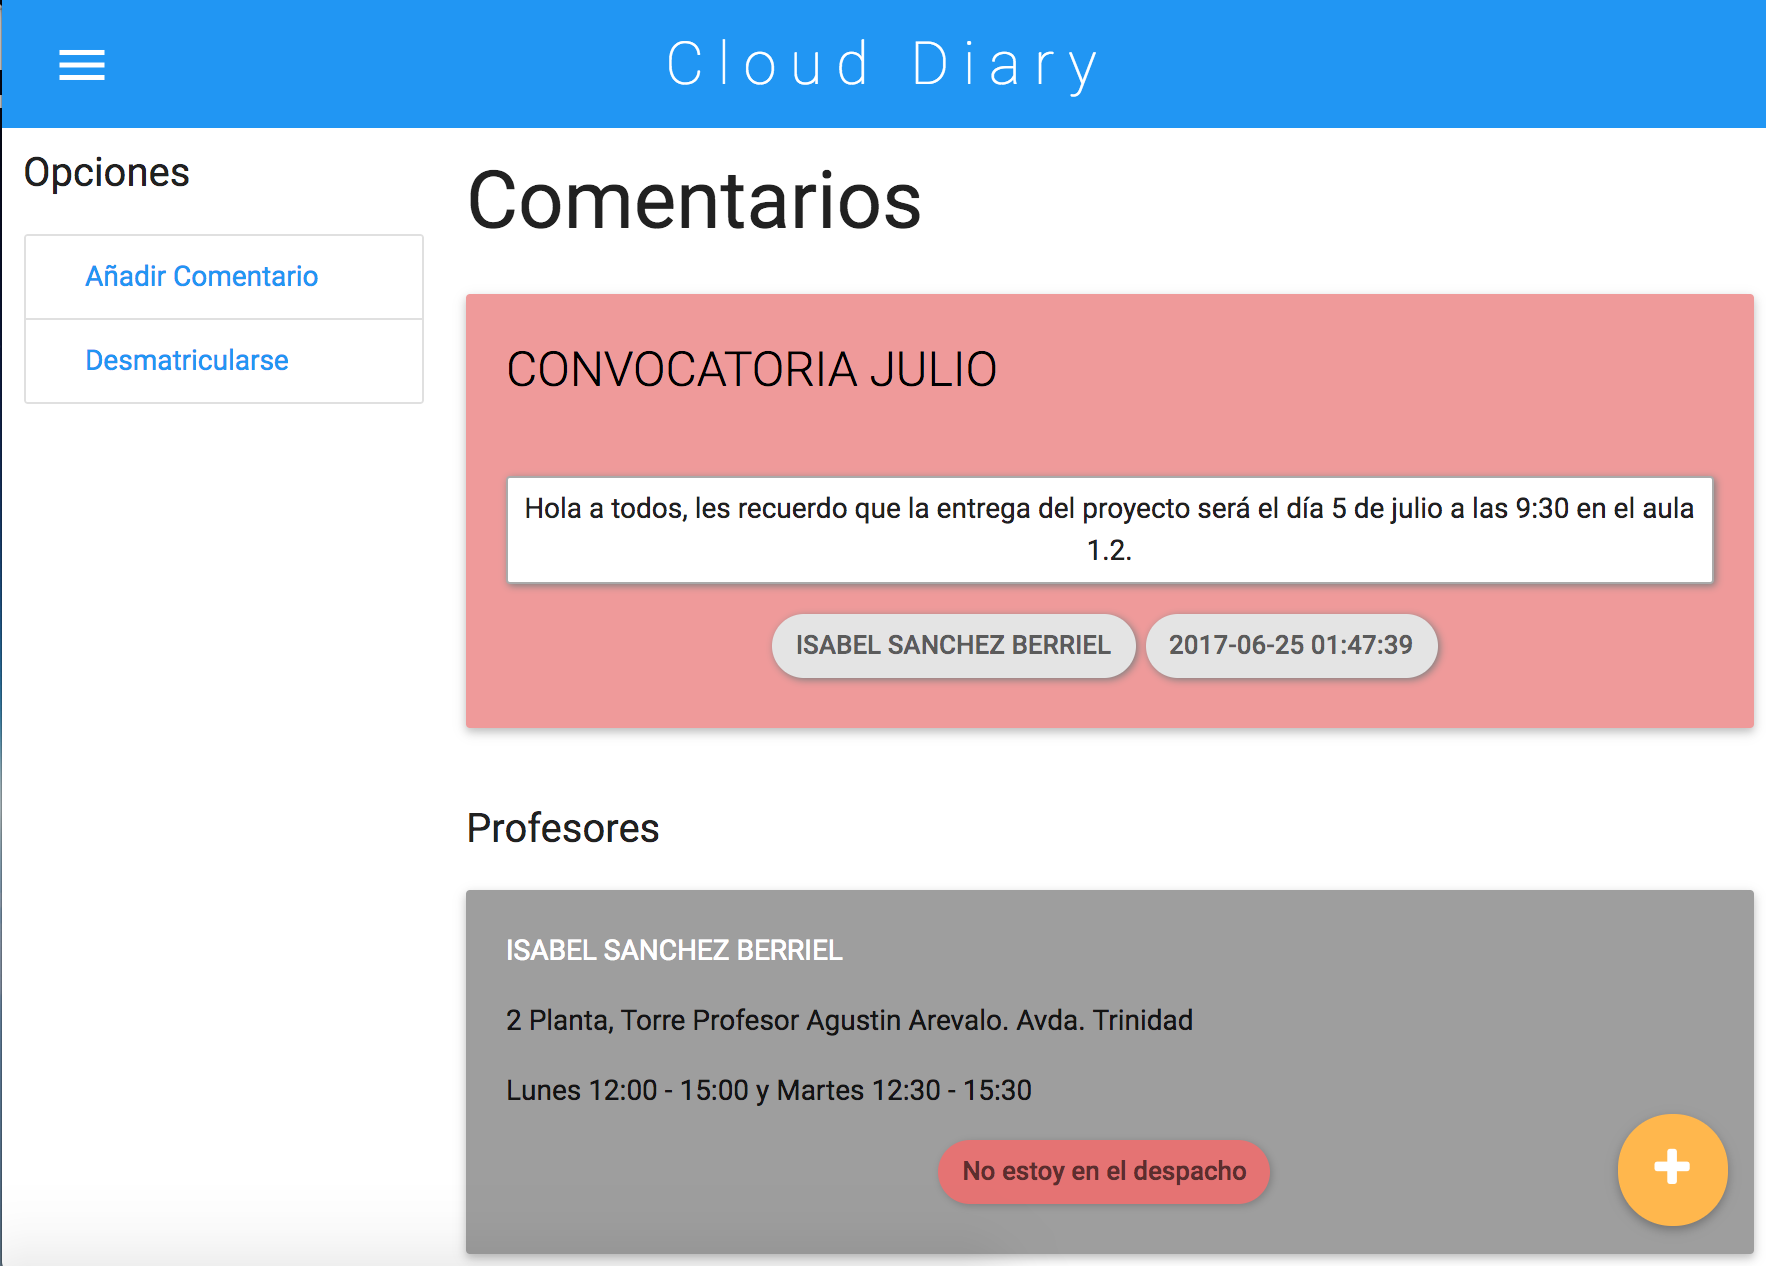 Cloud Diary
Opciones
Añadir Comentario
Desmatricularse
Comentarios
CONVOCATORIA JULIO
Hola a todos, les recuerdo que la entrega del proyecto será el día 5 de julio a las 9:30 en el aula
1.2.
ISABEL SANCHEZ BERRIEL
2017-06-25 01:47:39
Profesores
ISABEL SANCHEZ BERRIEL
2 Planta, Torre Profesor Agustin Arevalo. Avda. Trinidad
Lunes 12:00 - 15:00 y Martes 12:30 - 15:30
No estoy en el despacho